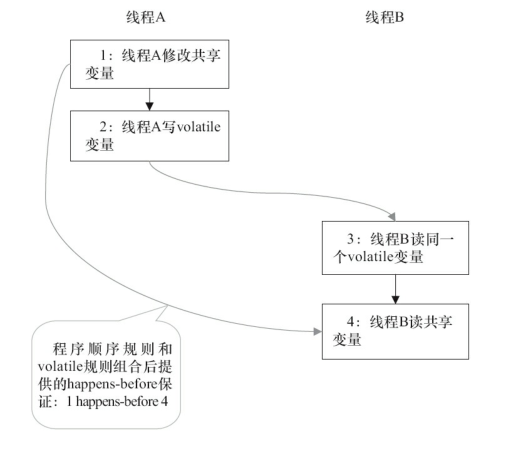 线程A
线程B
1：线程A修改共享
变量
2：线程A写volatile
变量
3：线程B读同一
个volatile变量
4：线程B读共享
变量
程序顺序规则和
volatile规则组合后提
供的happens-before保
证：1 happens-before 4